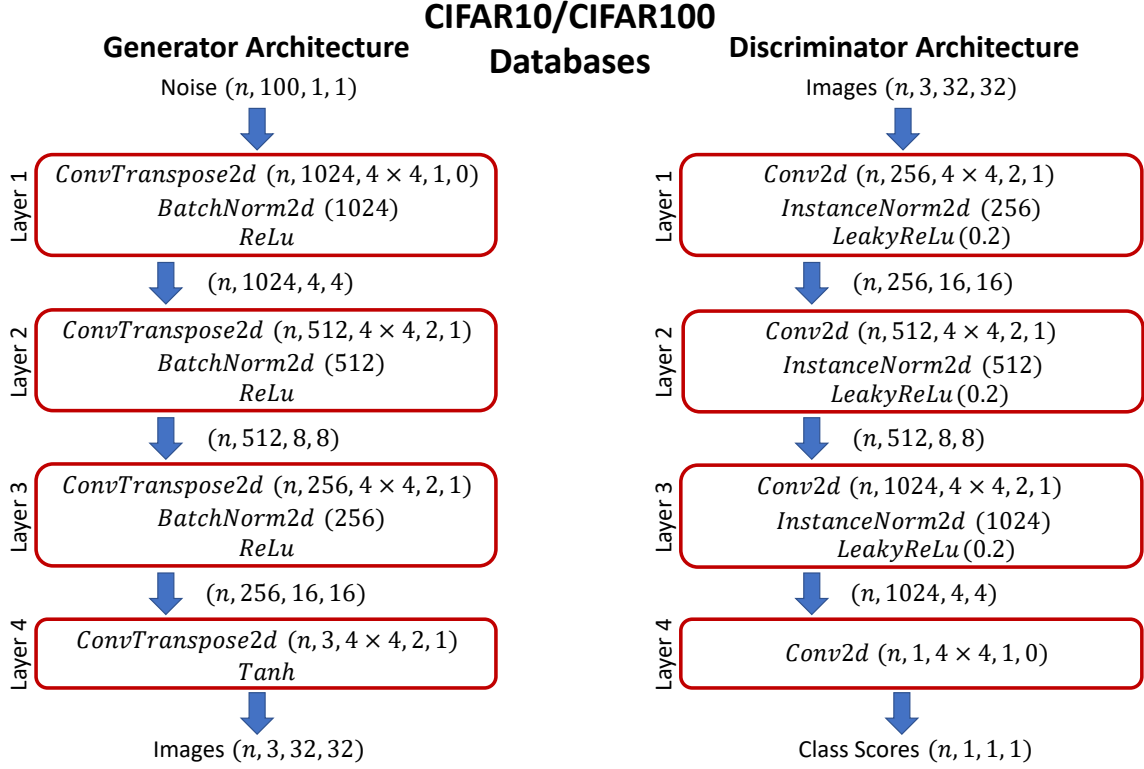 CIFAR10/CIFAR100
Databases
Generator Architecture
Noise (n, 100, 1, 1)
Layer 1
ConvTranspose2d (n, 1024, 4 × 4, 1, 0)
BatchNorm2d (1024)
ReLu
(n, 1024, 4, 4)
Layer 2
ConvTranspose2d (n, 512, 4 × 4, 2, 1)
BatchNorm2d (512)
ReLu
(n, 512, 8, 8)
Layer 3
ConvTranspose2d (n, 256, 4 × 4, 2, 1)
BatchNorm2d (256)
ReLu
(n, 256, 16, 16)
Layer 4
ConvTranspose2d (n, 3, 4 × 4, 2, 1)
Tanh
Images (n, 3, 32, 32)
Discriminator Architecture
Images (n, 3, 32, 32)
Layer 1
Conv2d (n, 256, 4 × 4, 2, 1)
InstanceNorm2d (256)
LeakyReLu(0.2)
(n, 256, 16, 16)
Layer 2
Conv2d (n, 512, 4 × 4, 2, 1)
InstanceNorm2d (512)
LeakyReLu(0.2)
(n, 512, 8, 8)
Layer 3
Conv2d (n, 1024, 4 × 4, 2, 1)
InstanceNorm2d (1024)
LeakyReLu(0.2)
(n, 1024, 4, 4)
Layer 4
Conv2d (n, 1, 4 × 4, 1, 0)
Class Scores (n, 1, 1, 1)